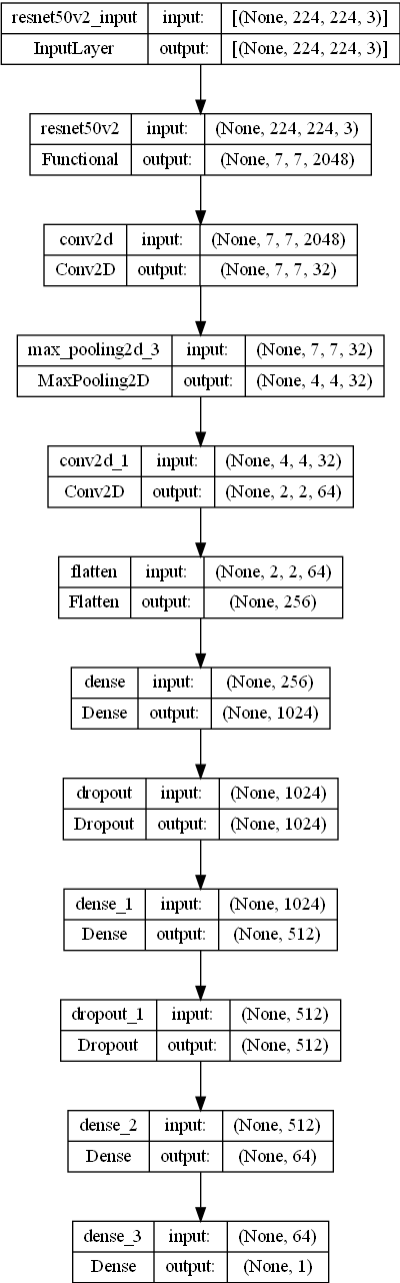 resnet50v2_input input: [(None, 224, 224, 3)]
InputLayer output: [(None, 224, 224, 3)]
resnet50v2 input: (None, 224, 224, 3)
Functional output: (None, 7, 7, 2048)
conv2d input: (None, 7, 7, 2048)
Conv2D output: (None, 7, 7, 32)
max_pooling2d_3 input: (None, 7, 7, 32)
MaxPooling2D output: (None, 4, 4, 32)
conv2d_1 input: (None, 4, 4, 32)
Conv2D output: (None, 2, 2, 64)
flatten input: (None, 2, 2, 64)
Flatten output: (None, 256)
dense input: (None, 256)
Dense output: (None, 1024)
dropout input: (None, 1024)
Dropout output: (None, 1024)
dense_1 input: (None, 1024)
Dense output: (None, 512)
dropout_1 input: (None, 512)
Dropout output: (None, 512)
dense_2 input: (None, 512)
Dense output: (None, 64)
dense_3 input: (None, 64)
Dense output: (None, 1)